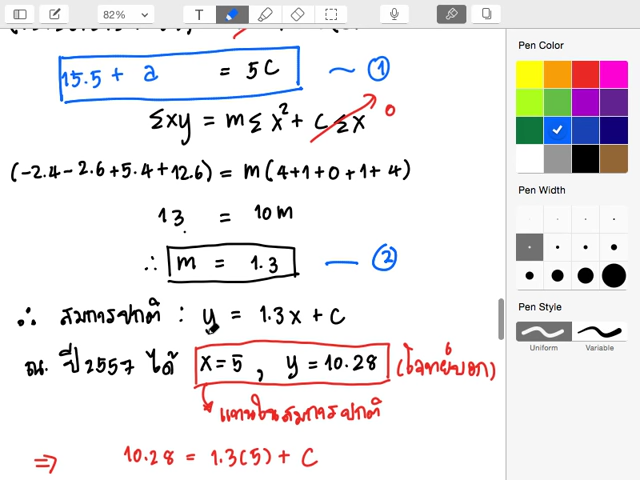 82%
T
15.5 + a = 5C — ①
Σxy = mΣx² + cΣx 0
(-2.4 - 2.6 + 5.4 + 12.6) = m(4+1+0+1+4)
13 = 10m
∴ m = 1.3 — ②
∴ สมการปกติ : y = 1.3x + C
ณ. ปี 2557 ได้ x = 5 , y = 10.28 (โจทย์บอก)
แทนในสมการปกติ
⇒ 10.28 = 1.3(5) + C
Pen Color
Pen Width
Pen Style
Uniform
Variable